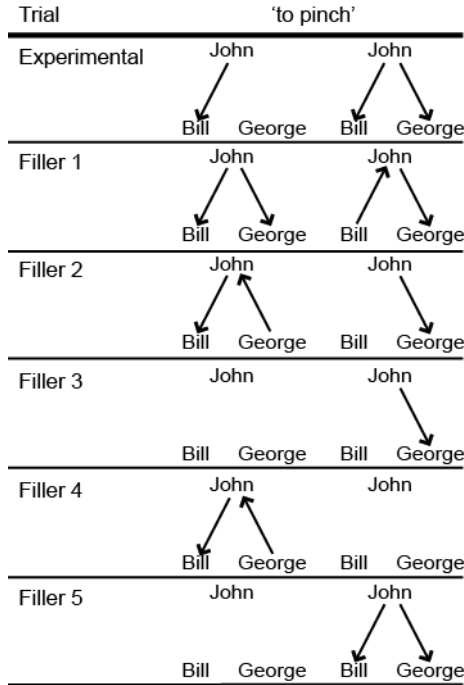 Trial ‘to pinch’
John John
Experimental
Bill George Bill George
John John
Filler 1
Bill George Bill George
John John
Filler 2
Bill George Bill George
John John
Filler 3
Bill George Bill George
John John
Filler 4
Bill George Bill George
John John
Filler 5
Bill George Bill George